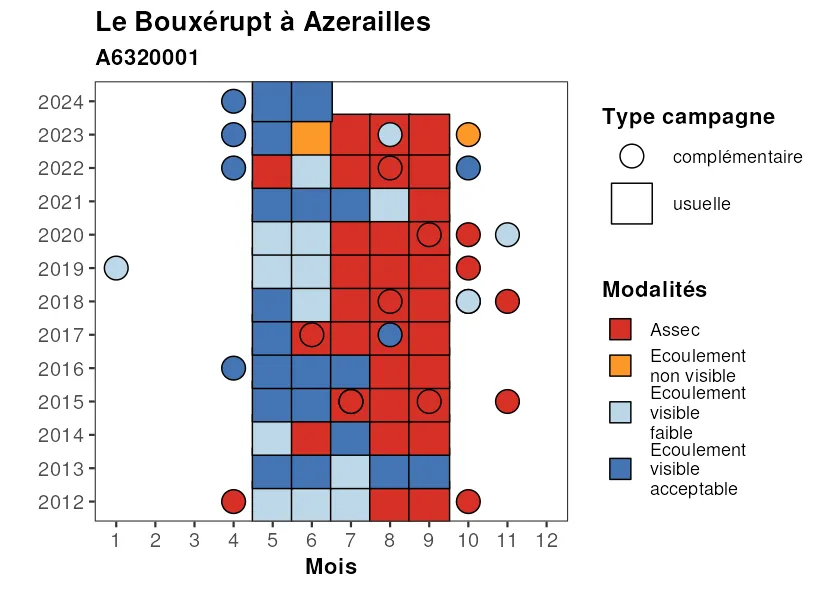 Le Bouxérupt à Azerailles
A6320001
2024
2023
2022
2021
2020
2019
2018
2017
2016
2015
2014
2013
2012
1 2 3 4 5 6 7 8 9 10 11 12
Mois
Type campagne
complémentaire
usuelle
Modalités
Assec
Ecoulement
non visible
Ecoulement
visible
faible
Ecoulement
visible
acceptable